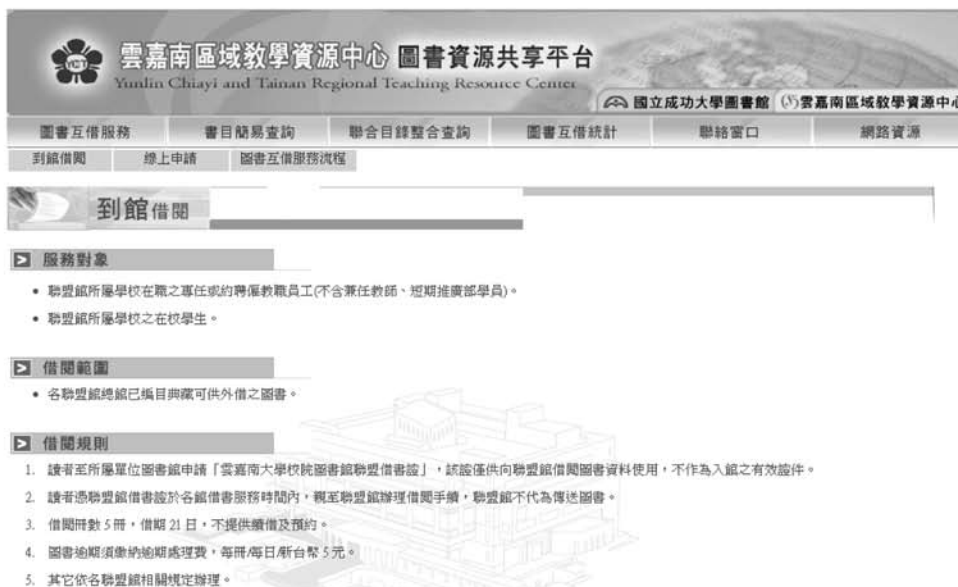 雲嘉南區域教學資源中心 圖書資源共享平台
Yunlin Chiayi and Tainan Regional Teaching Resource Center
國立成功大學圖書館 雲嘉南區域教學資源中心
圖書互借服務 書目簡易查詢 聯合目錄整合查詢 圖書互借統計 聯絡窗口 網路資源
到館借閱 線上申請 圖書互借服務流程
到館借閱
服務對象
• 聯盟館所屬學校在職之專任或約聘僱教職員工(不含兼任教師、短期推廣部學員)。
• 聯盟館所屬學校之在校學生。
借閱範圍
• 各聯盟館總館已編目典藏可供外借之圖書。
借閱規則
1. 讀者至所屬單位圖書館申請「雲嘉南大學校院圖書館聯盟借書證」，該證僅供向聯盟館借閱圖書資料使用，不作為入館之有效證件。
2. 讀者憑聯盟館借書證於各館借書服務時間內，親至聯盟館辦理借閱手續，聯盟館不代為傳送圖書。
3. 借閱冊數 5 冊，借期 21 日，不提供續借及預約。
4. 圖書逾期須繳納逾期處理費，每冊/每日/新台幣 5 元。
5. 其它依各聯盟館相關規定辦理。